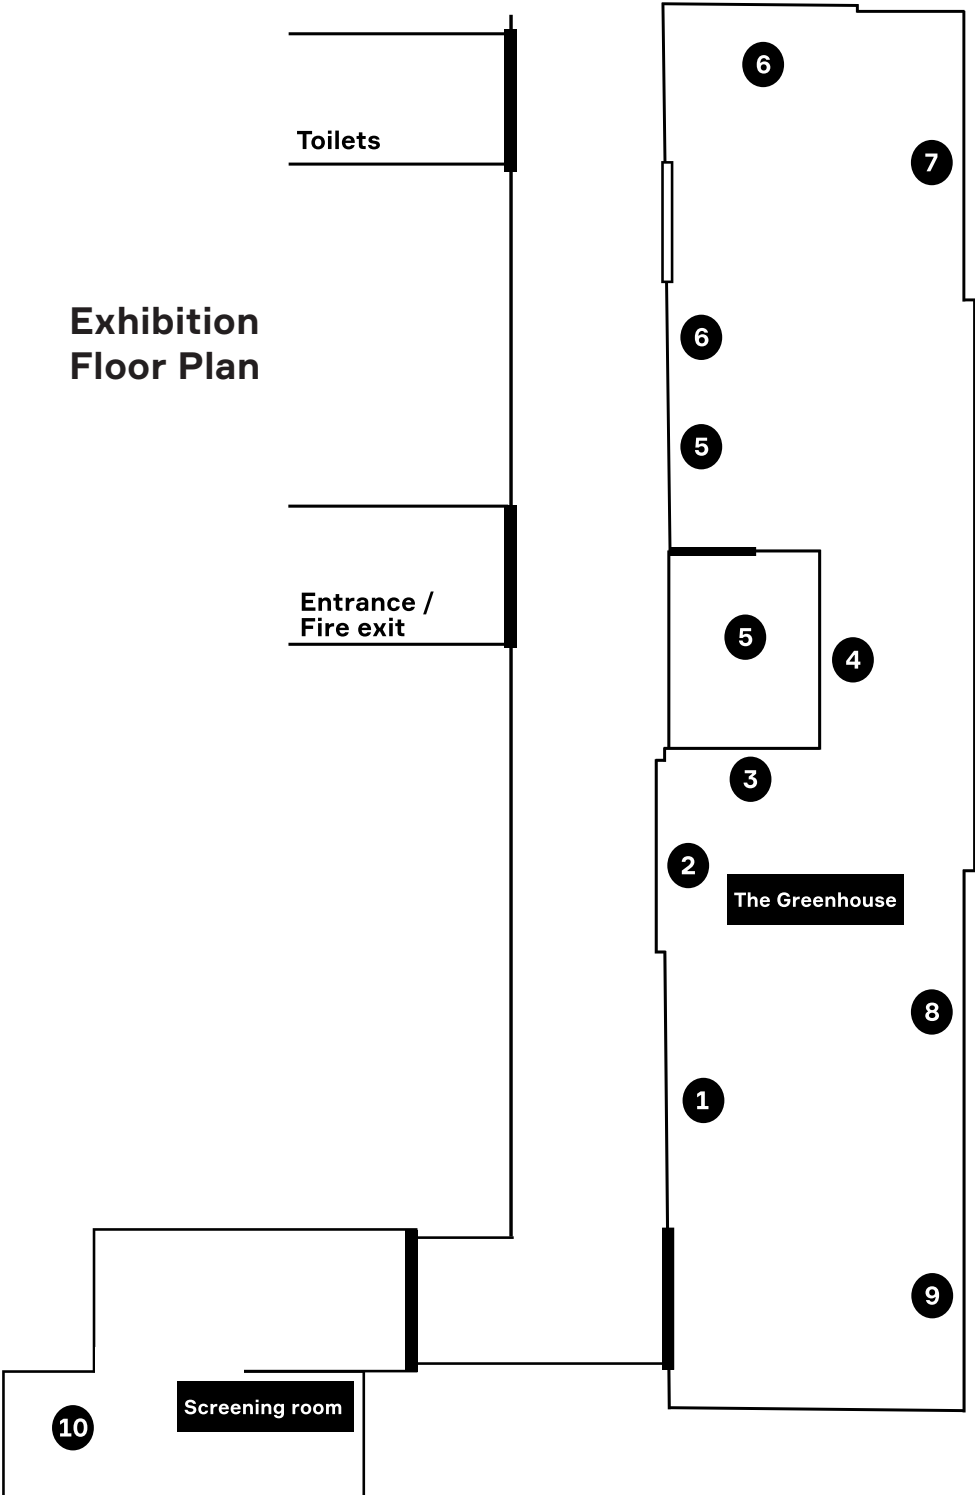 6
Toilets
7
Exhibition
Floor Plan
6
5
Entrance /
Fire exit
5
4
3
2
The Greenhouse
8
1
9
Screening room
10